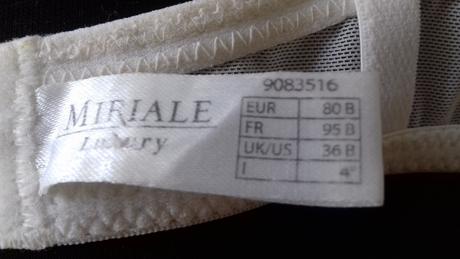 MIRIALE
Luxury
9083516
EUR 80 B
FR 95 B
UK/US 36 B
I 4"